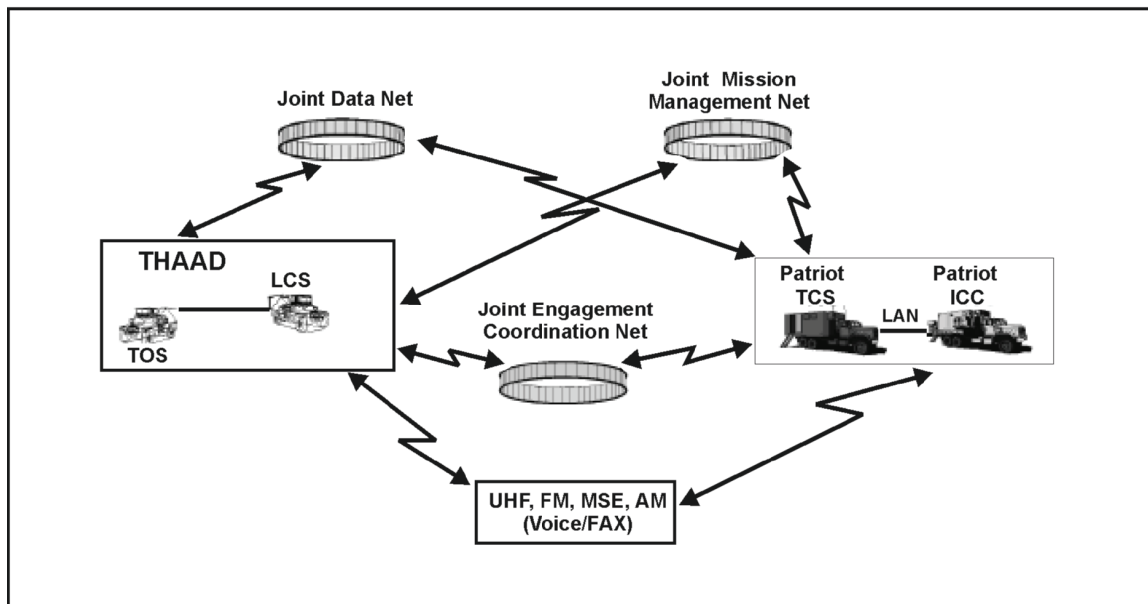 Joint Data Net
Joint Mission
Management Net
THAAD
LCS
TOS
Joint Engagement
Coordination Net
Patriot
TCS
LAN
Patriot
ICC
UHF, FM, MSE, AM
(Voice/FAX)